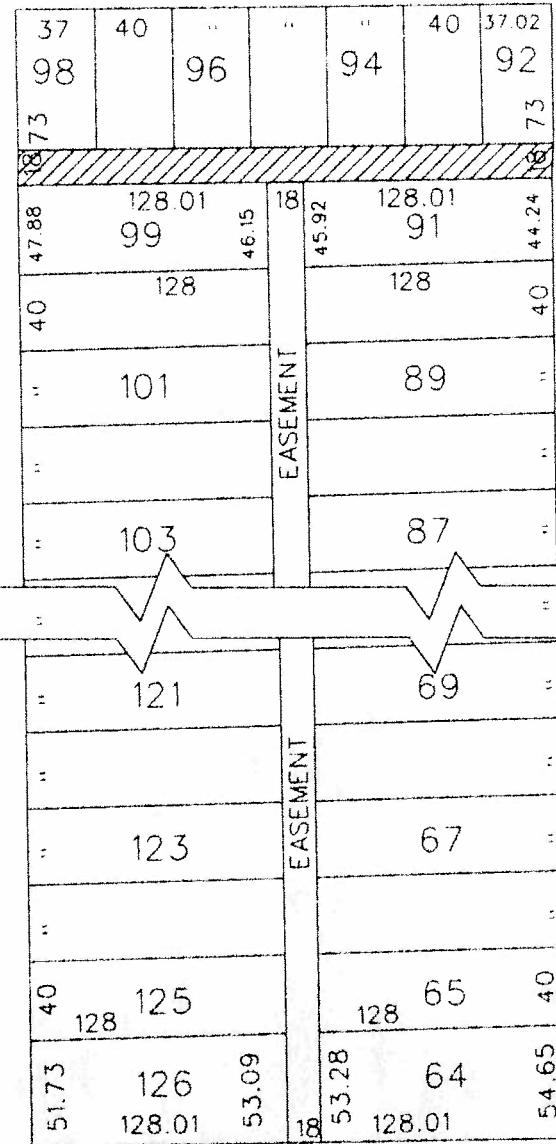 37 40 " " 40 37.02
98 96 94 92
73 73
18 18
128.01 18 128.01
47.88 99 46.15 45.92 91 44.24
128 128
40 40
101 89
" "
EASEMENT
" "
103 87
" "
" "
121 69
" "
" "
EASEMENT
123 67
" "
" "
125 65
40 40
128 128
51.73 126 53.09 53.28 64 54.65
128.01 18 128.01